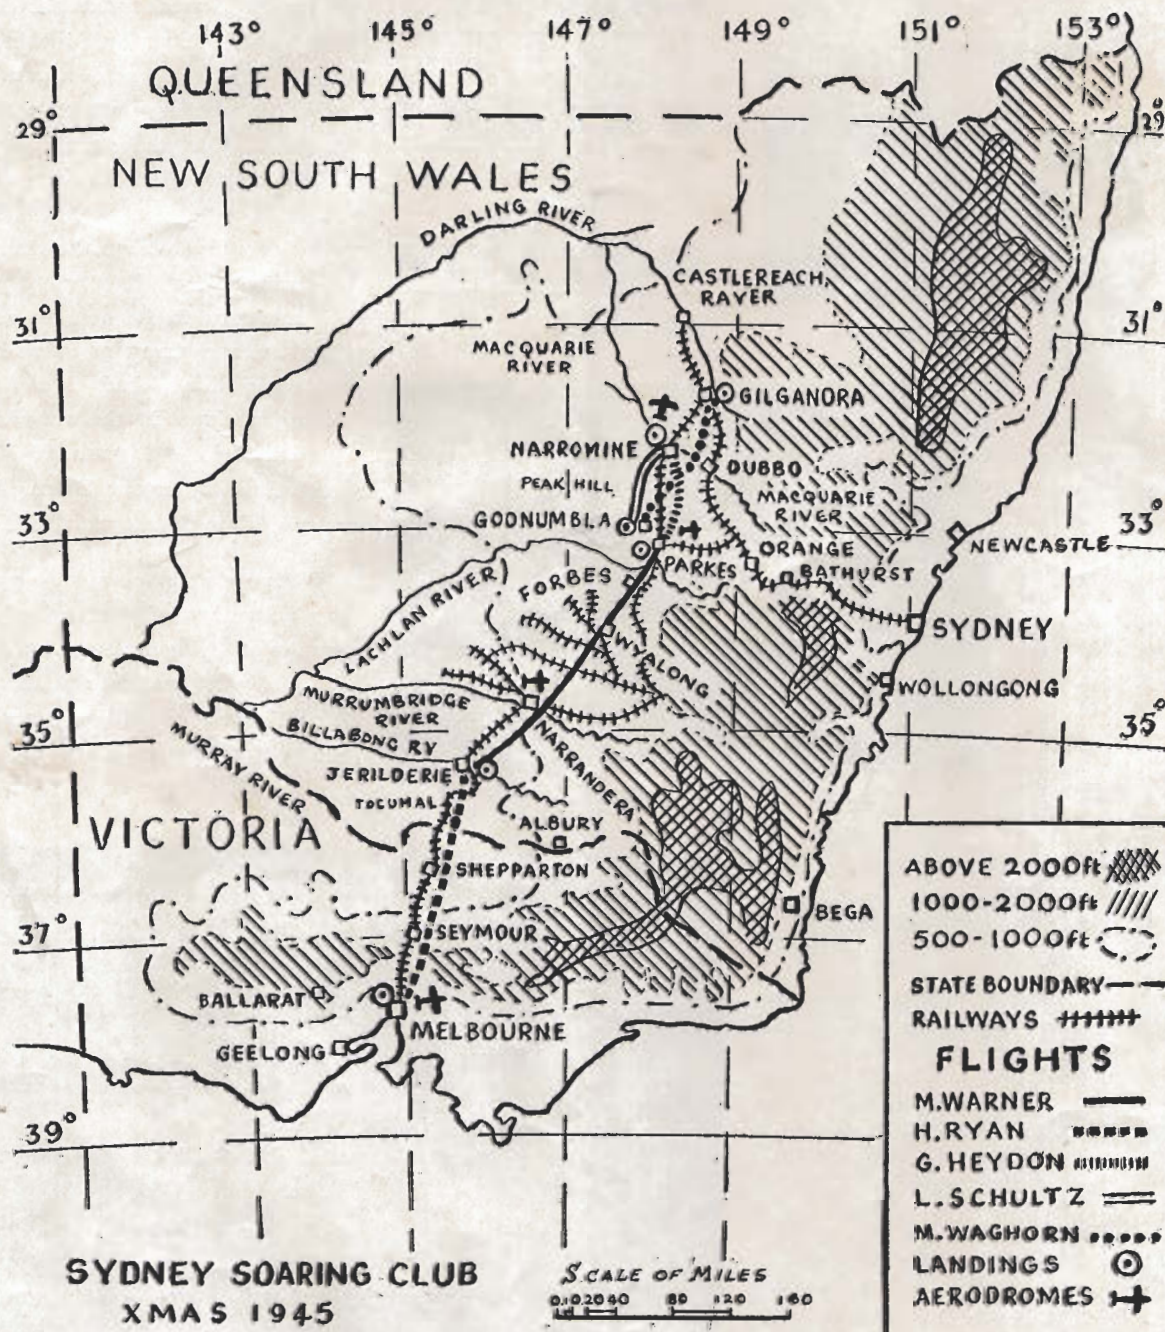 143° 145° 147° 149° 151° 153°
QUEENSLAND
29°
29°
NEW SOUTH WALES
DARLING RIVER
CASTLEREACH
RAVER
31°
31°
MACQUARIE
RIVER
GILGANORA
NARROMINE
DUBBO
PEAK HILL
MACQUARIE
RIVER
GODNUMBLA
33°
33°
NEWCASTLE
ORANGE
PARKES
BATHURST
FORBES
LACHLAN RIVER
SYDNEY
WYALONG
WOLLONGONG
MURRUMBRIDGE
RIVER
35°
35°
BILLABONG RV
MURRAY RIVER
NARRANDERA
JERILDERIE
TOCUMAL
ALBURY
VICTORIA
SHEPPARTON
BEGA
37°
SEYMOUR
BALLARAT
MELBOURNE
GEELONG
39°
ABOVE 2000ft
1000-2000ft
500-1000ft
STATE BOUNDARY
RAILWAYS
FLIGHTS
M.WARNER
H.RYAN
G.HEYDON
L.SCHULTZ
M.WAGHORN
LANDINGS
AERODROMES
SYDNEY SOARING CLUB
XMAS 1945
SCALE OF MILES
0 10 20 40 80 120 160